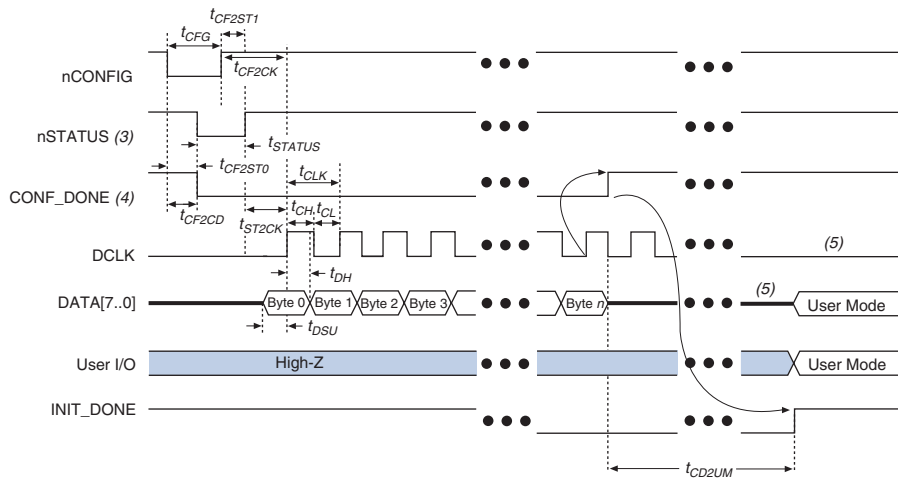 tCF2ST1
tCFG
nCONFIG
tCF2CK
nSTATUS (3)
tSTATUS
tCF2ST0
tCLK
CONF_DONE (4)
tCF2CD
tST2CK
tCH
tCL
DCLK
(5)
tDH
DATA[7..0]
Byte 0
Byte 1
Byte 2
Byte 3
Byte n
(5)
User Mode
tDSU
User I/O
High-Z
User Mode
INIT_DONE
tCD2UM